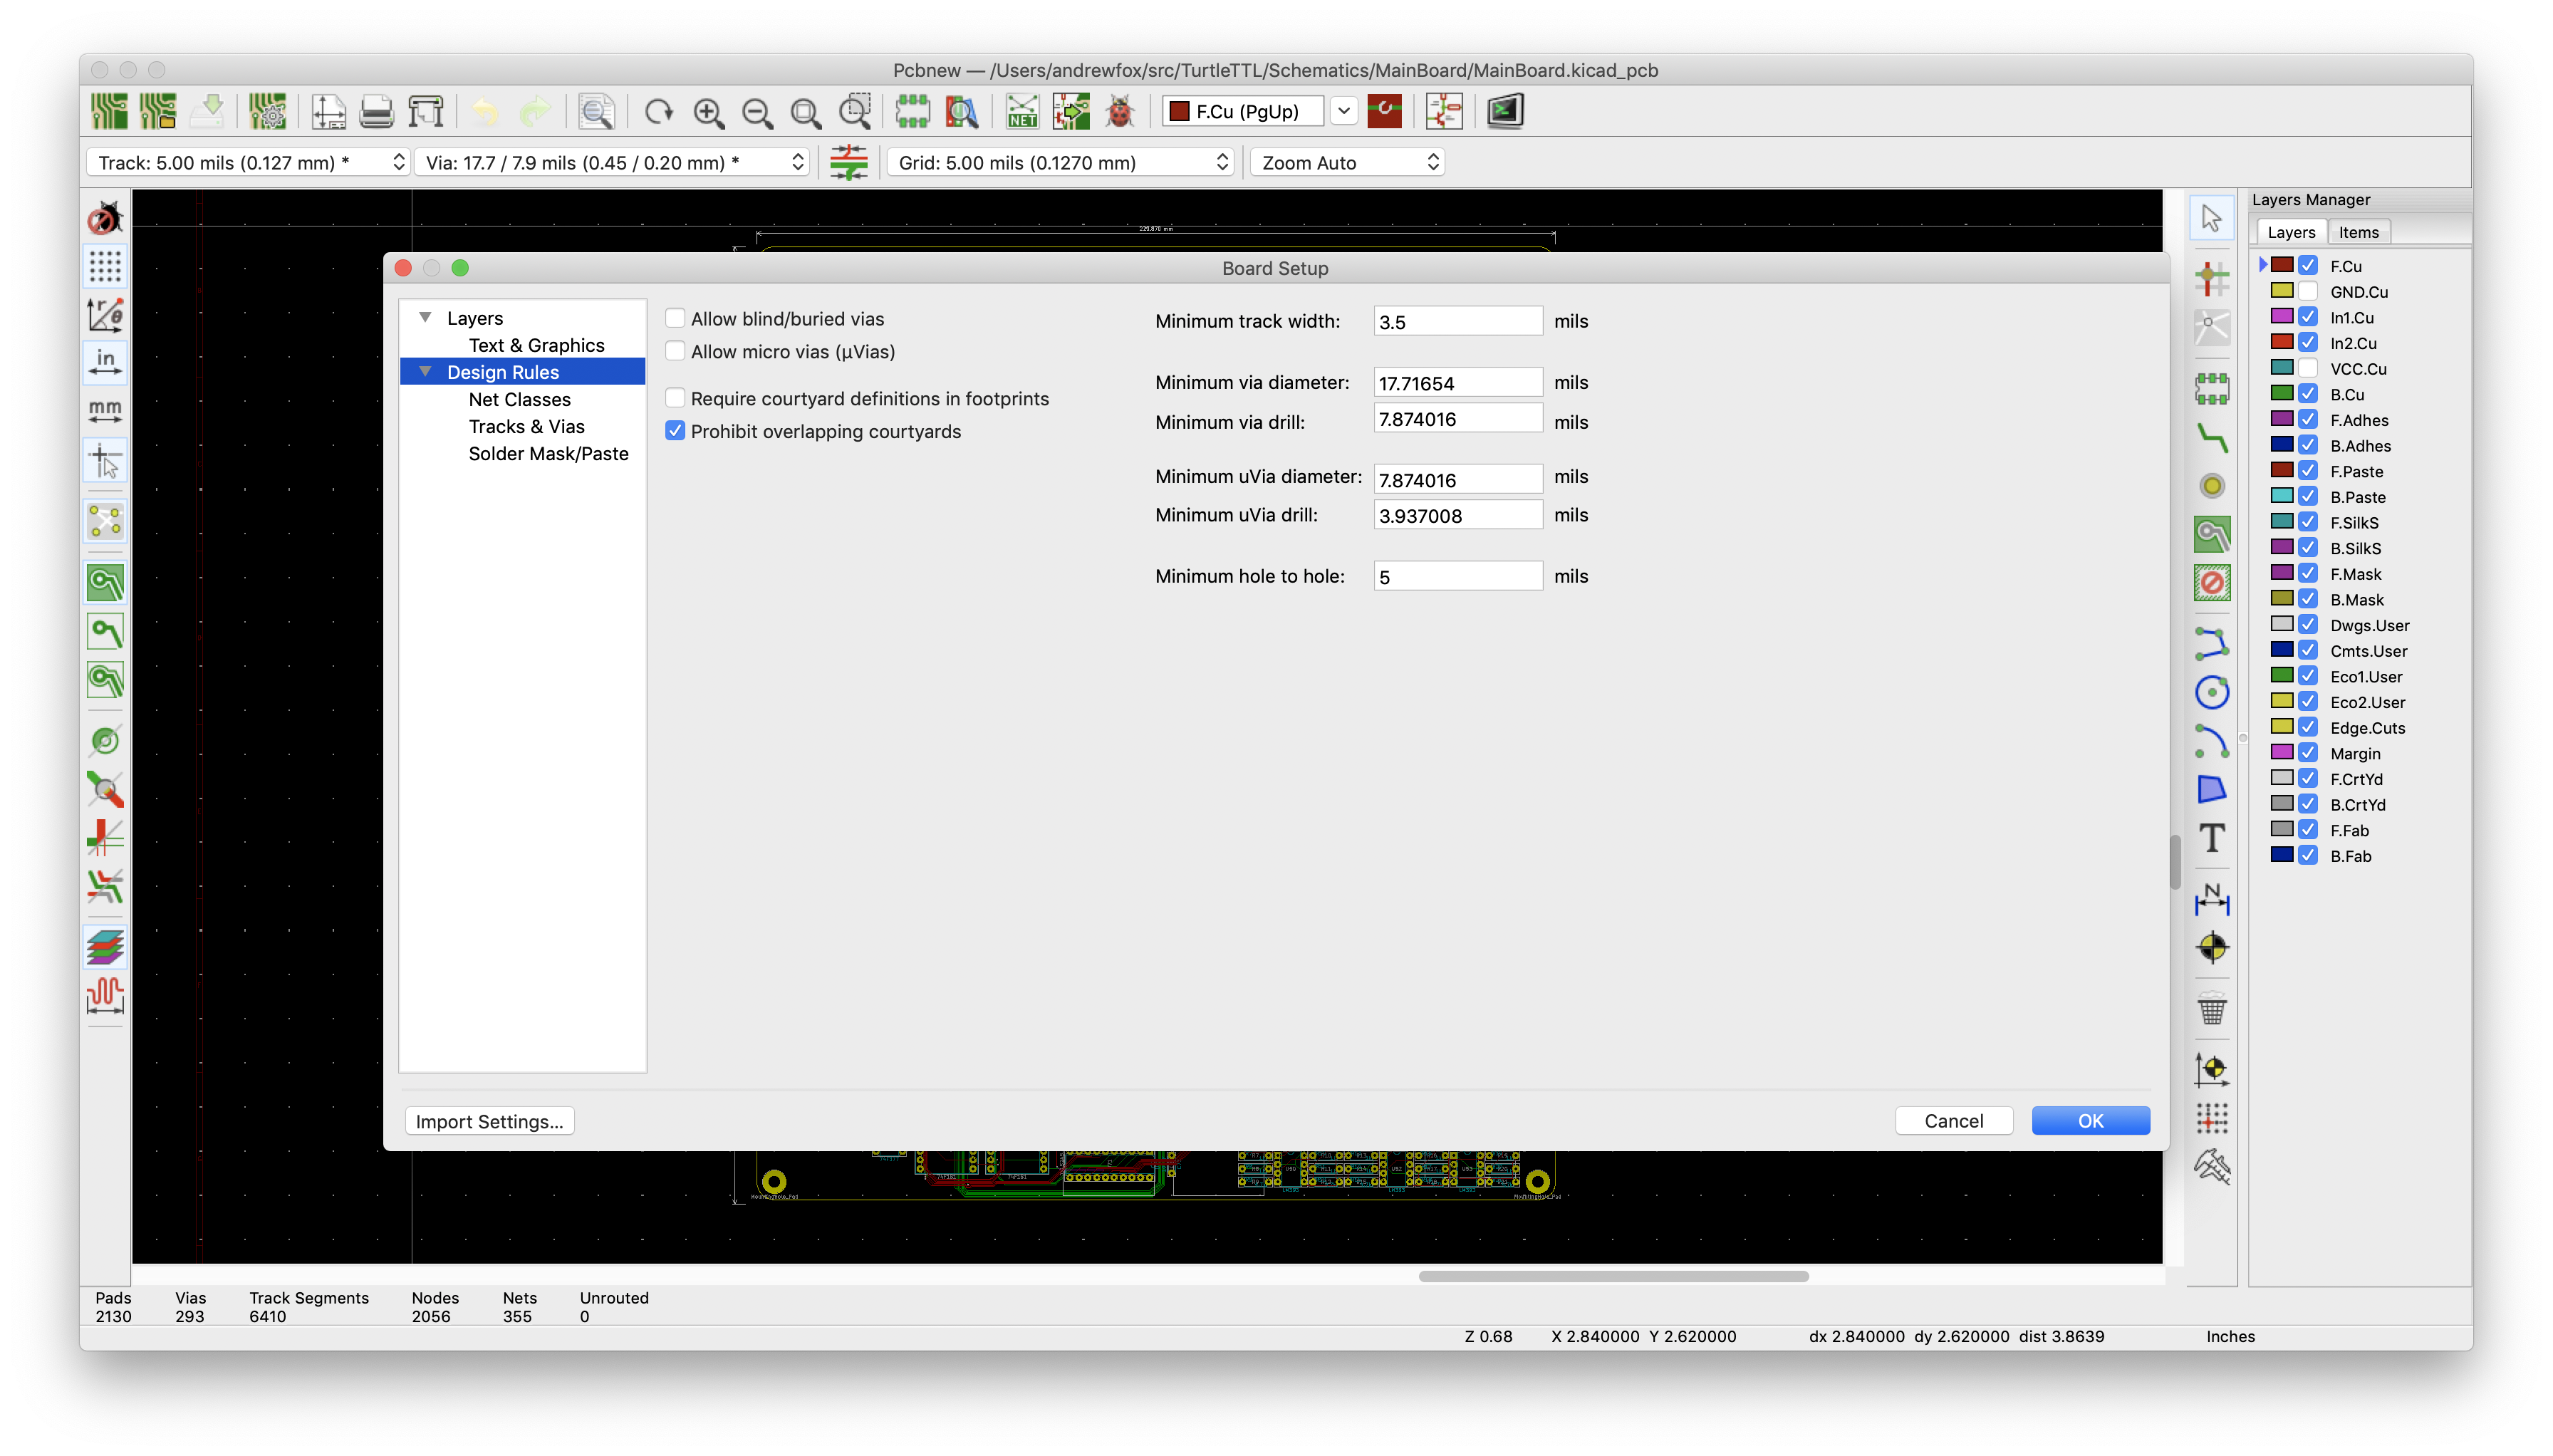 Pcbnew — /Users/andrewfox/src/TurtleTTL/Schematics/MainBoard/MainBoard.kicad_pcb
NET
F.Cu (PgUp)
Track: 5.00 mils (0.127 mm) *
Via: 17.7 / 7.9 mils (0.45 / 0.20 mm) *
Grid: 5.00 mils (0.1270 mm)
Zoom Auto
in
mm
Board Setup
Layers
Text & Graphics
Design Rules
Net Classes
Tracks & Vias
Solder Mask/Paste
Allow blind/buried vias
Allow micro vias (µVias)
Require courtyard definitions in footprints
Prohibit overlapping courtyards
Minimum track width: 3.5 mils
Minimum via diameter: 17.71654 mils
Minimum via drill: 7.874016 mils
Minimum uVia diameter: 7.874016 mils
Minimum uVia drill: 3.937008 mils
Minimum hole to hole: 5 mils
Import Settings...
Cancel
OK
Layers Manager
Layers
Items
F.Cu
GND.Cu
In1.Cu
In2.Cu
VCC.Cu
B.Cu
F.Adhes
B.Adhes
F.Paste
B.Paste
F.SilkS
B.SilkS
F.Mask
B.Mask
Dwgs.User
Cmts.User
Eco1.User
Eco2.User
Edge.Cuts
Margin
F.CrtYd
B.CrtYd
F.Fab
B.Fab
T
N
Pads Vias Track Segments Nodes Nets Unrouted
2130 293 6410 2056 355 0
Z 0.68 X 2.840000 Y 2.620000 dx 2.840000 dy 2.620000 dist 3.8639 Inches